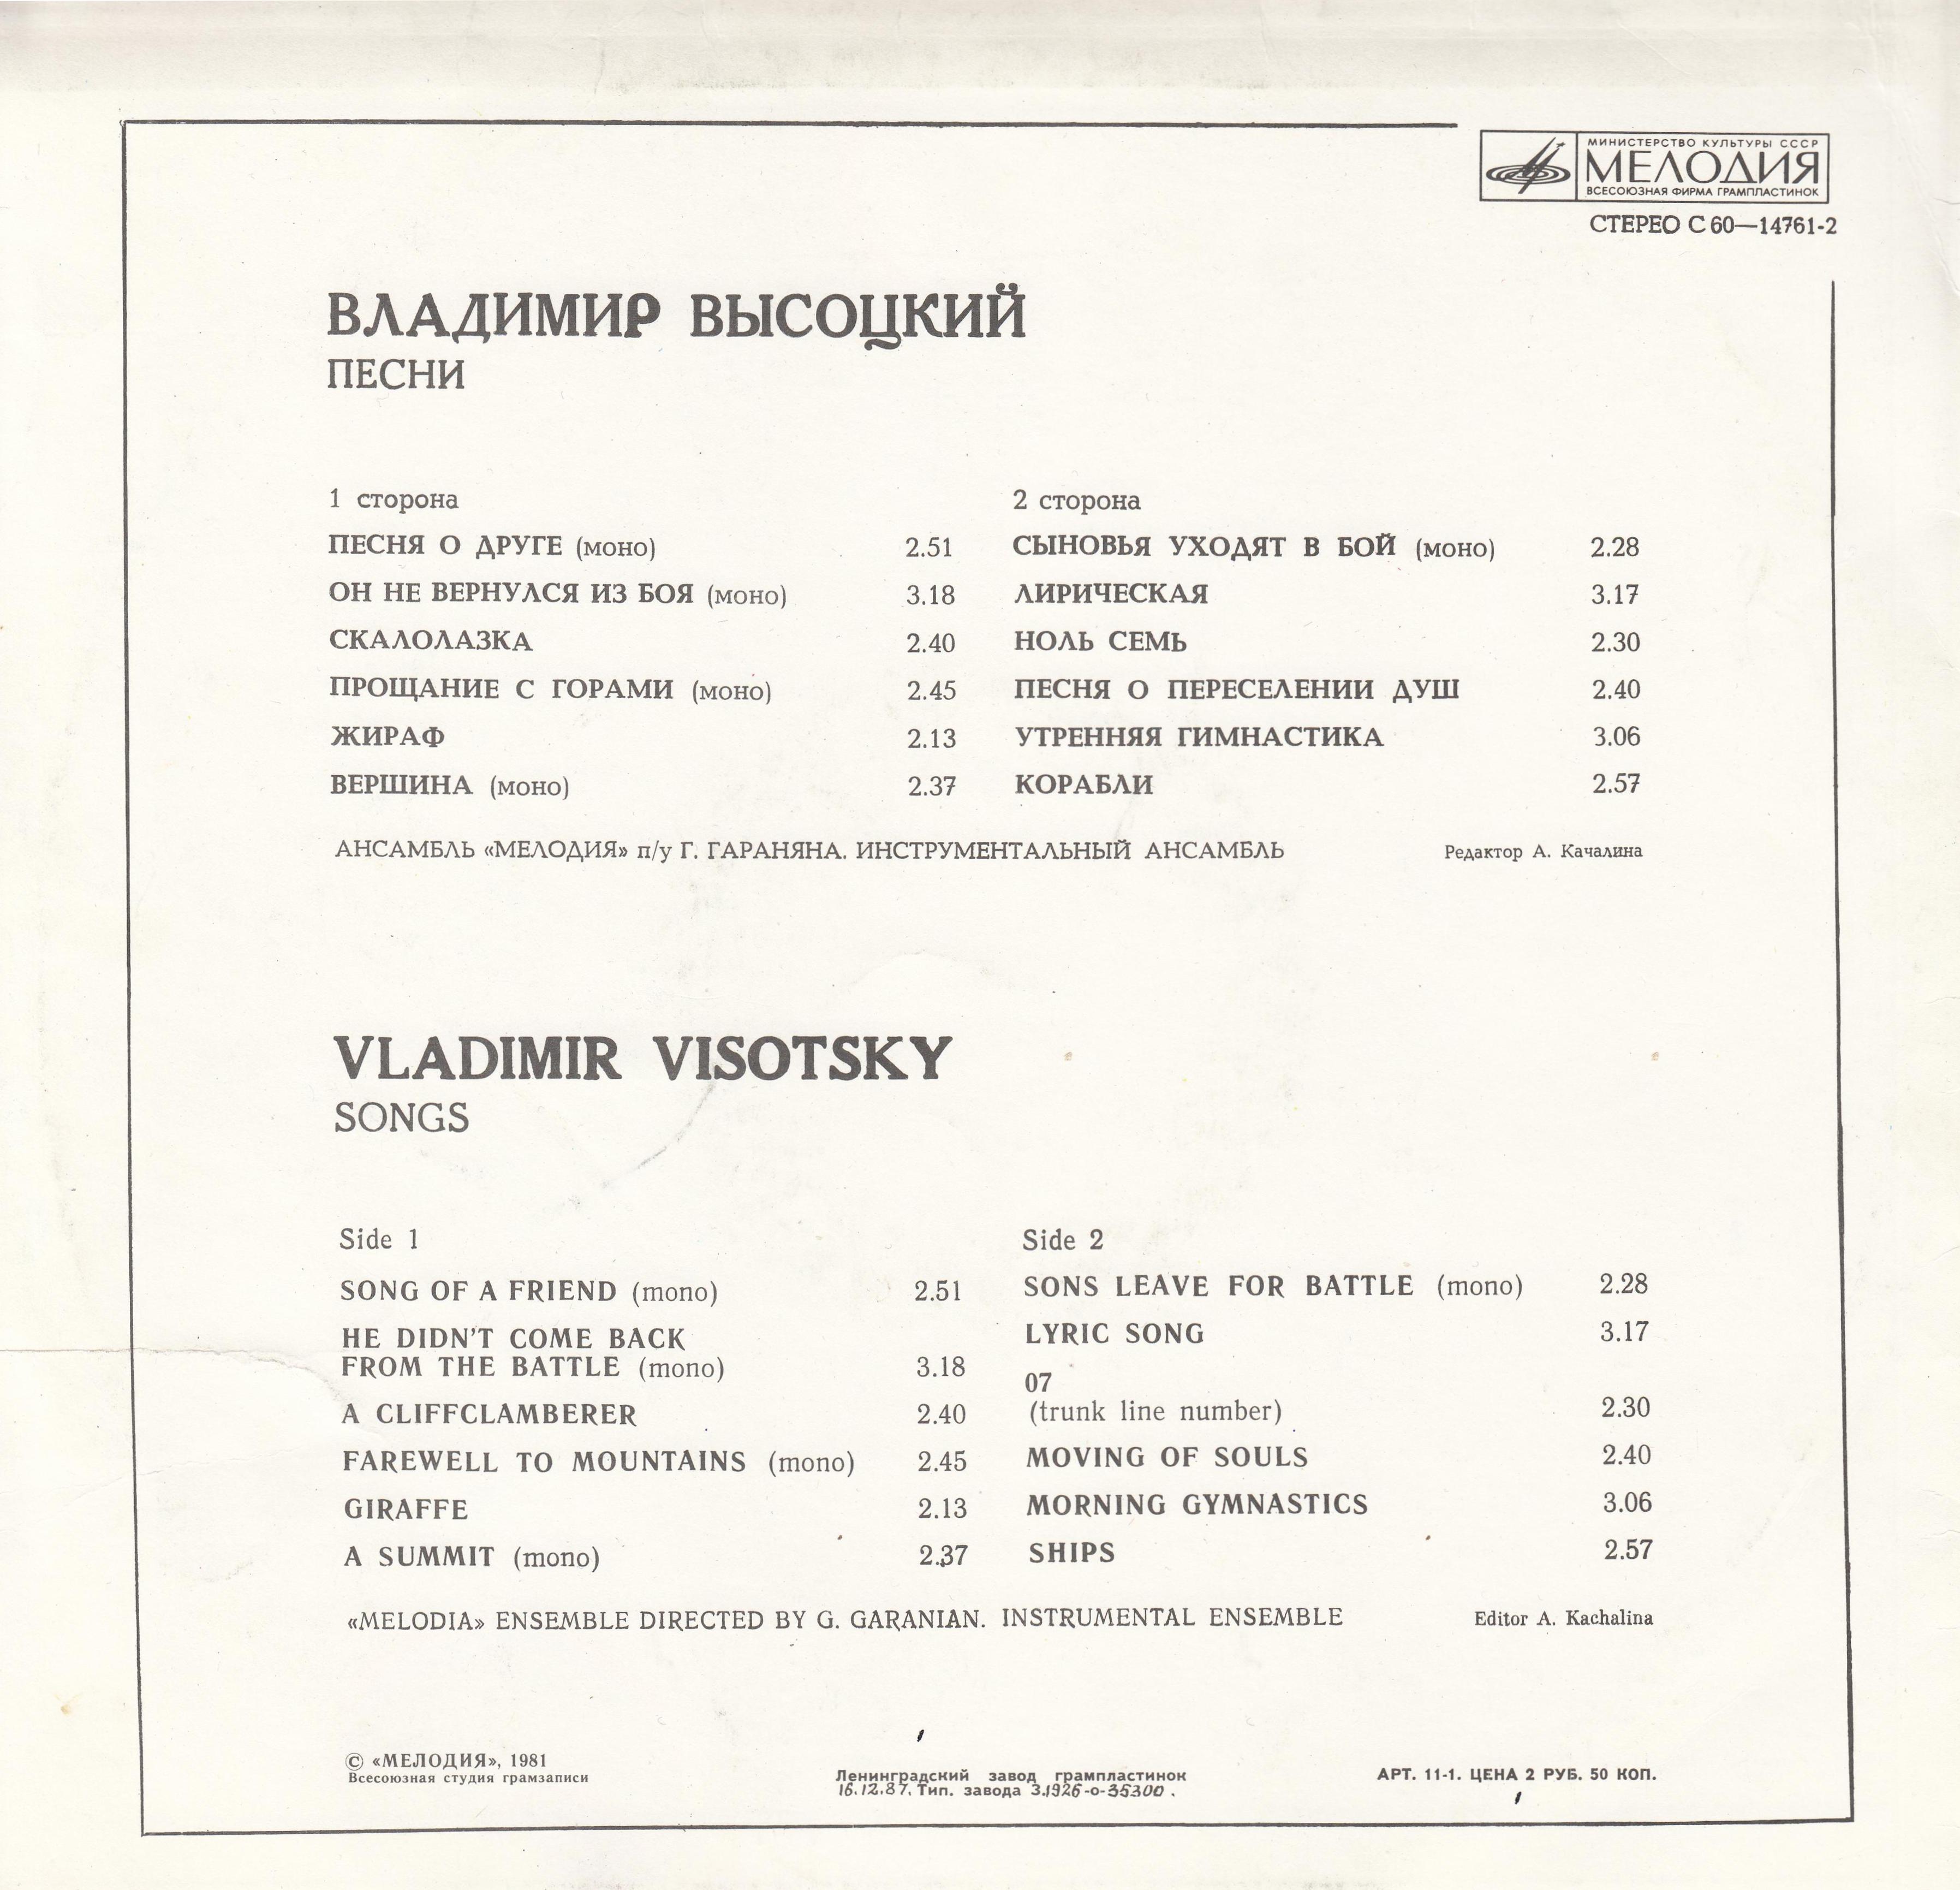 МИНИСТЕРСТВО КУЛЬТУРЫ СССР
МЕЛОДИЯ
ВСЕСОЮЗНАЯ ФИРМА ГРАМПЛАСТИНОК
СТЕРЕО С 60—14761-2
ВЛАДИМИР ВЫСОЦКИЙ
ПЕСНИ
1 сторона
ПЕСНЯ О ДРУГЕ (моно) 2.51
ОН НЕ ВЕРНУЛСЯ ИЗ БОЯ (моно) 3.18
СКАЛОЛАЗКА 2.40
ПРОЩАНИЕ С ГОРАМИ (моно) 2.45
ЖИРАФ 2.13
ВЕРШИНА (моно) 2.37
2 сторона
СЫНОВЬЯ УХОДЯТ В БОЙ (моно) 2.28
ЛИРИЧЕСКАЯ 3.17
НОЛЬ СЕМЬ 2.30
ПЕСНЯ О ПЕРЕСЕЛЕНИИ ДУШ 2.40
УТРЕННЯЯ ГИМНАСТИКА 3.06
КОРАБЛИ 2.57
АНСАМБЛЬ «МЕЛОДИЯ» п/у Г. ГАРАНЯНА. ИНСТРУМЕНТАЛЬНЫЙ АНСАМБЛЬ
Редактор А. Качалина
VLADIMIR VISOTSKY
SONGS
Side 1
SONG OF A FRIEND (mono) 2.51
HE DIDN'T COME BACK
FROM THE BATTLE (mono) 3.18
A CLIFFCLAMBERER 2.40
FAREWELL TO MOUNTAINS (mono) 2.45
GIRAFFE 2.13
A SUMMIT (mono) 2.37
Side 2
SONS LEAVE FOR BATTLE (mono) 2.28
LYRIC SONG 3.17
07
(trunk line number) 2.30
MOVING OF SOULS 2.40
MORNING GYMNASTICS 3.06
SHIPS 2.57
«MELODIA» ENSEMBLE DIRECTED BY G. GARANIAN. INSTRUMENTAL ENSEMBLE
Editor A. Kachalina
© «МЕЛОДИЯ», 1981
Всесоюзная студия грамзаписи
Ленинградский завод грампластинок
16.12.87. Тип. завода З.1926-о-35300.
АРТ. 11-1. ЦЕНА 2 РУБ. 50 КОП.